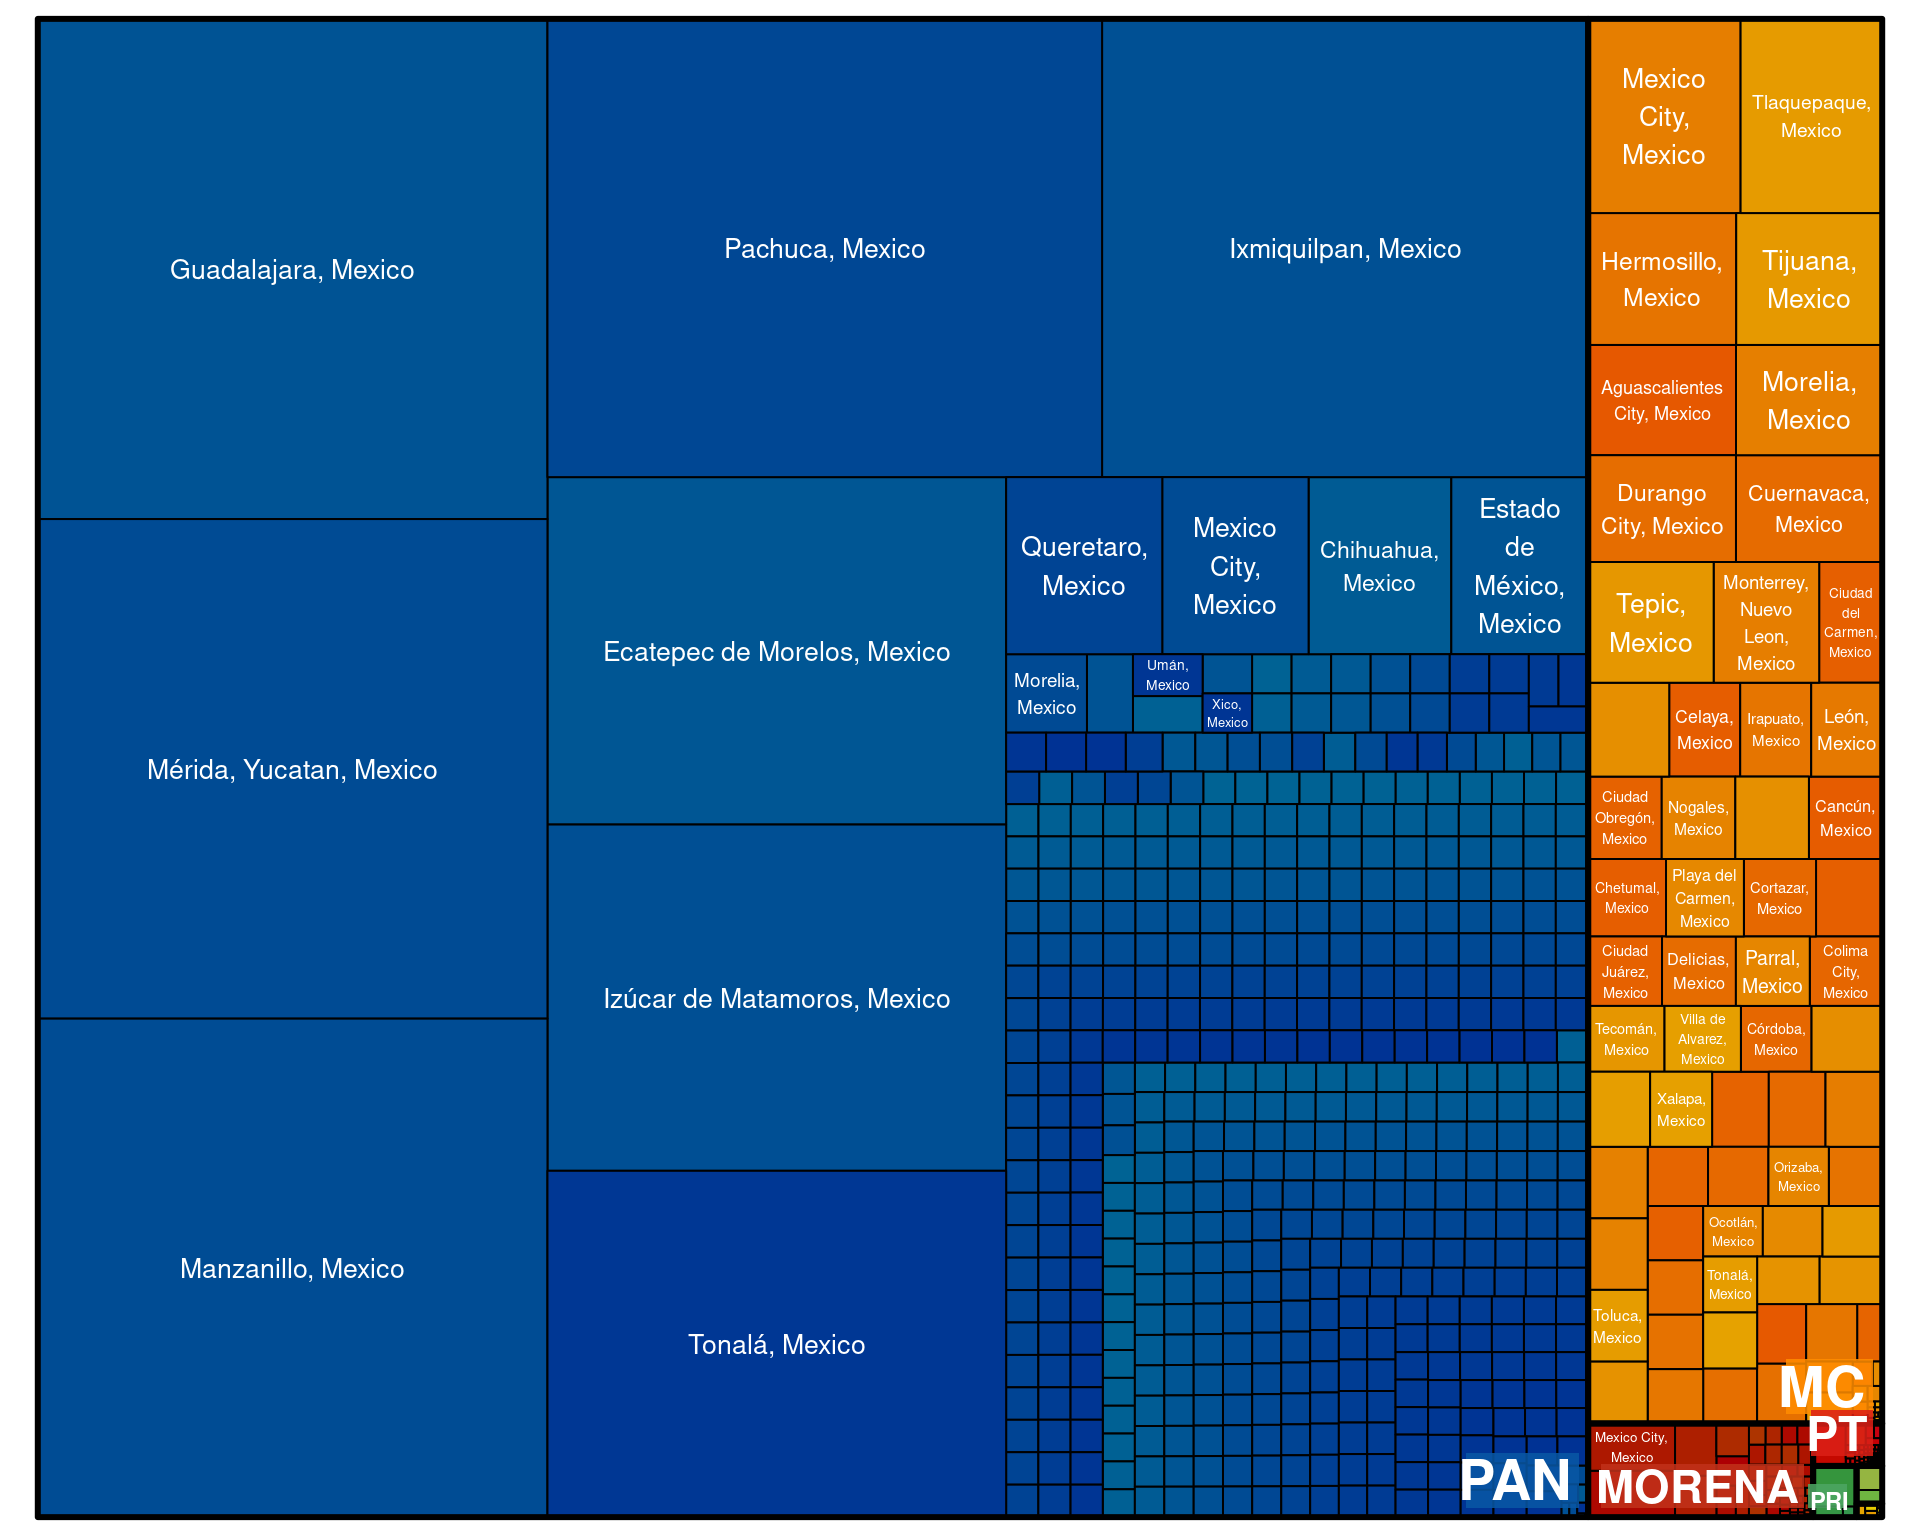 Guadalajara, Mexico
Mérida, Yucatan, Mexico
Manzanillo, Mexico
Pachuca, Mexico
Ixmiquilpan, Mexico
Ecatepec de Morelos, Mexico
Izúcar de Matamoros, Mexico
Tonalá, Mexico
Queretaro,
Mexico
Mexico
City,
Mexico
Chihuahua,
Mexico
Estado
de
México,
Mexico
Morelia,
Mexico
Umán,
Mexico
Xico,
Mexico
PAN
Mexico
City,
Mexico
Tlaquepaque,
Mexico
Hermosillo,
Mexico
Tijuana,
Mexico
Aguascalientes
City, Mexico
Morelia,
Mexico
Durango
City, Mexico
Cuernavaca,
Mexico
Tepic,
Mexico
Monterrey,
Nuevo
Leon,
Mexico
Ciudad
del
Carmen,
Mexico
Celaya,
Mexico
Irapuato,
Mexico
León,
Mexico
Ciudad
Obregón,
Mexico
Nogales,
Mexico
Cancún,
Mexico
Chetumal,
Mexico
Playa del
Carmen,
Mexico
Cortazar,
Mexico
Ciudad
Juárez,
Mexico
Delicias,
Mexico
Parral,
Mexico
Colima
City,
Mexico
Tecomán,
Mexico
Villa de
Alvarez,
Mexico
Córdoba,
Mexico
Xalapa,
Mexico
Orizaba,
Mexico
Ocotlán,
Mexico
Tonalá,
Mexico
Toluca,
Mexico
MC
PT
Mexico City,
Mexico
MORENA
PRI